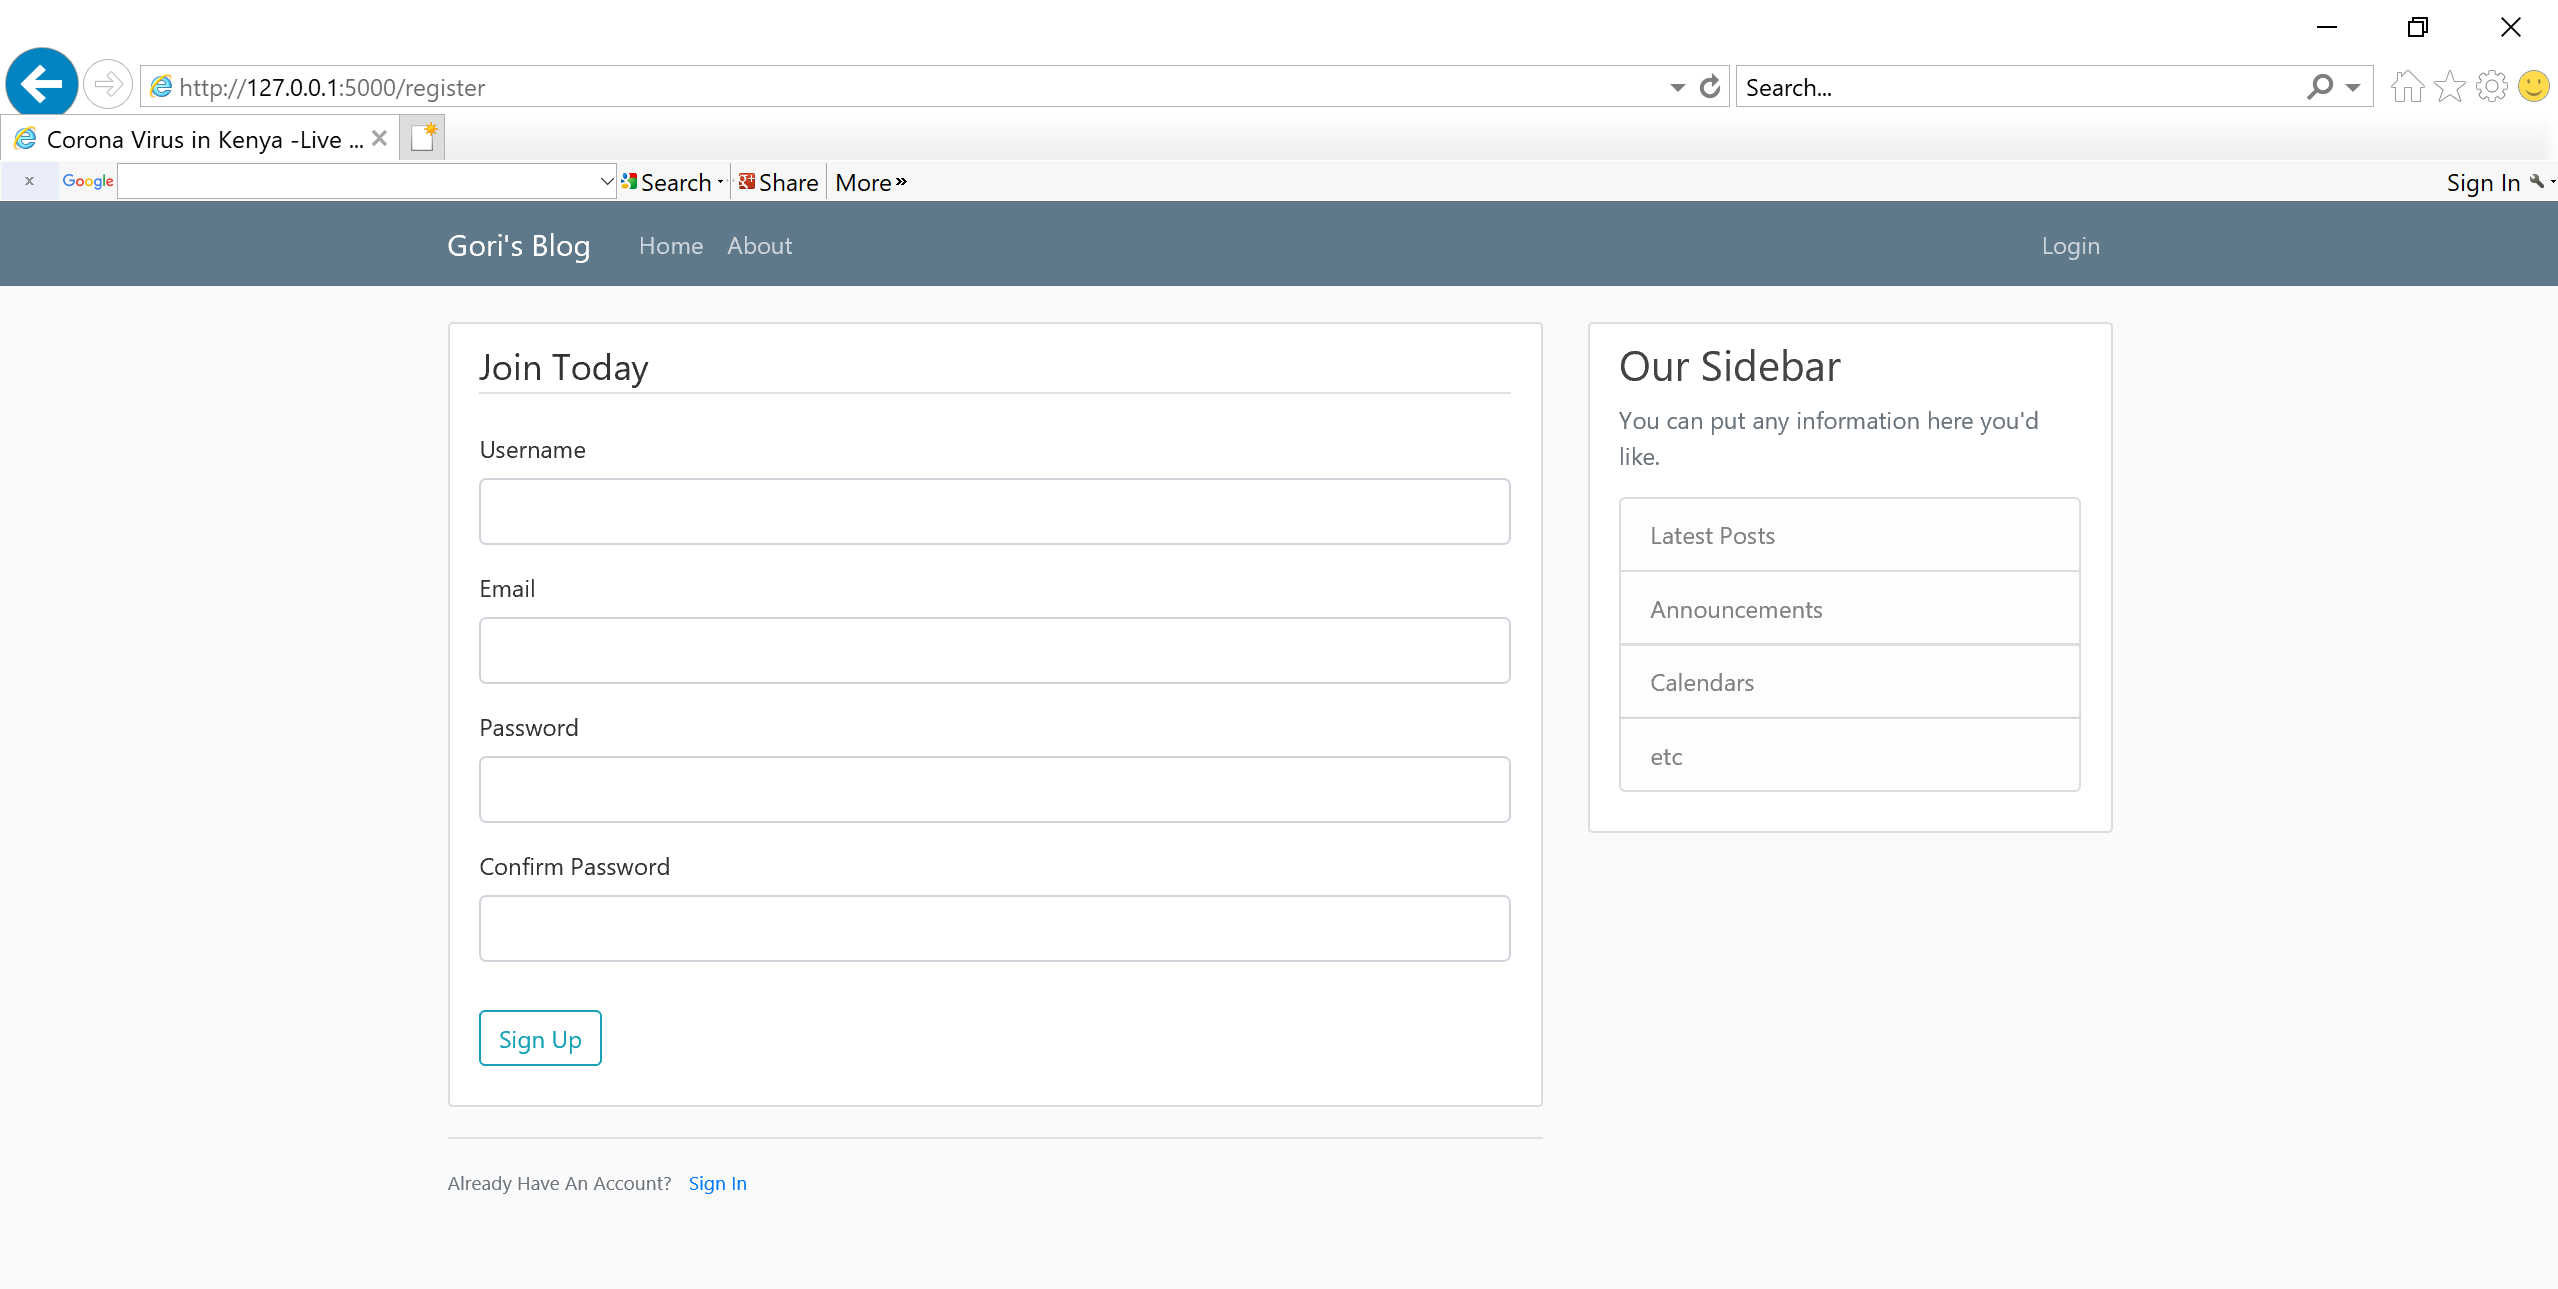 http://127.0.0.1:5000/register
Search...
Corona Virus in Kenya -Live ...
x Google Search Share More» Sign In
Gori's Blog Home About Login
Join Today
Username
Email
Password
Confirm Password
Sign Up
Already Have An Account? Sign In
Our Sidebar
You can put any information here you'd
like.
Latest Posts
Announcements
Calendars
etc